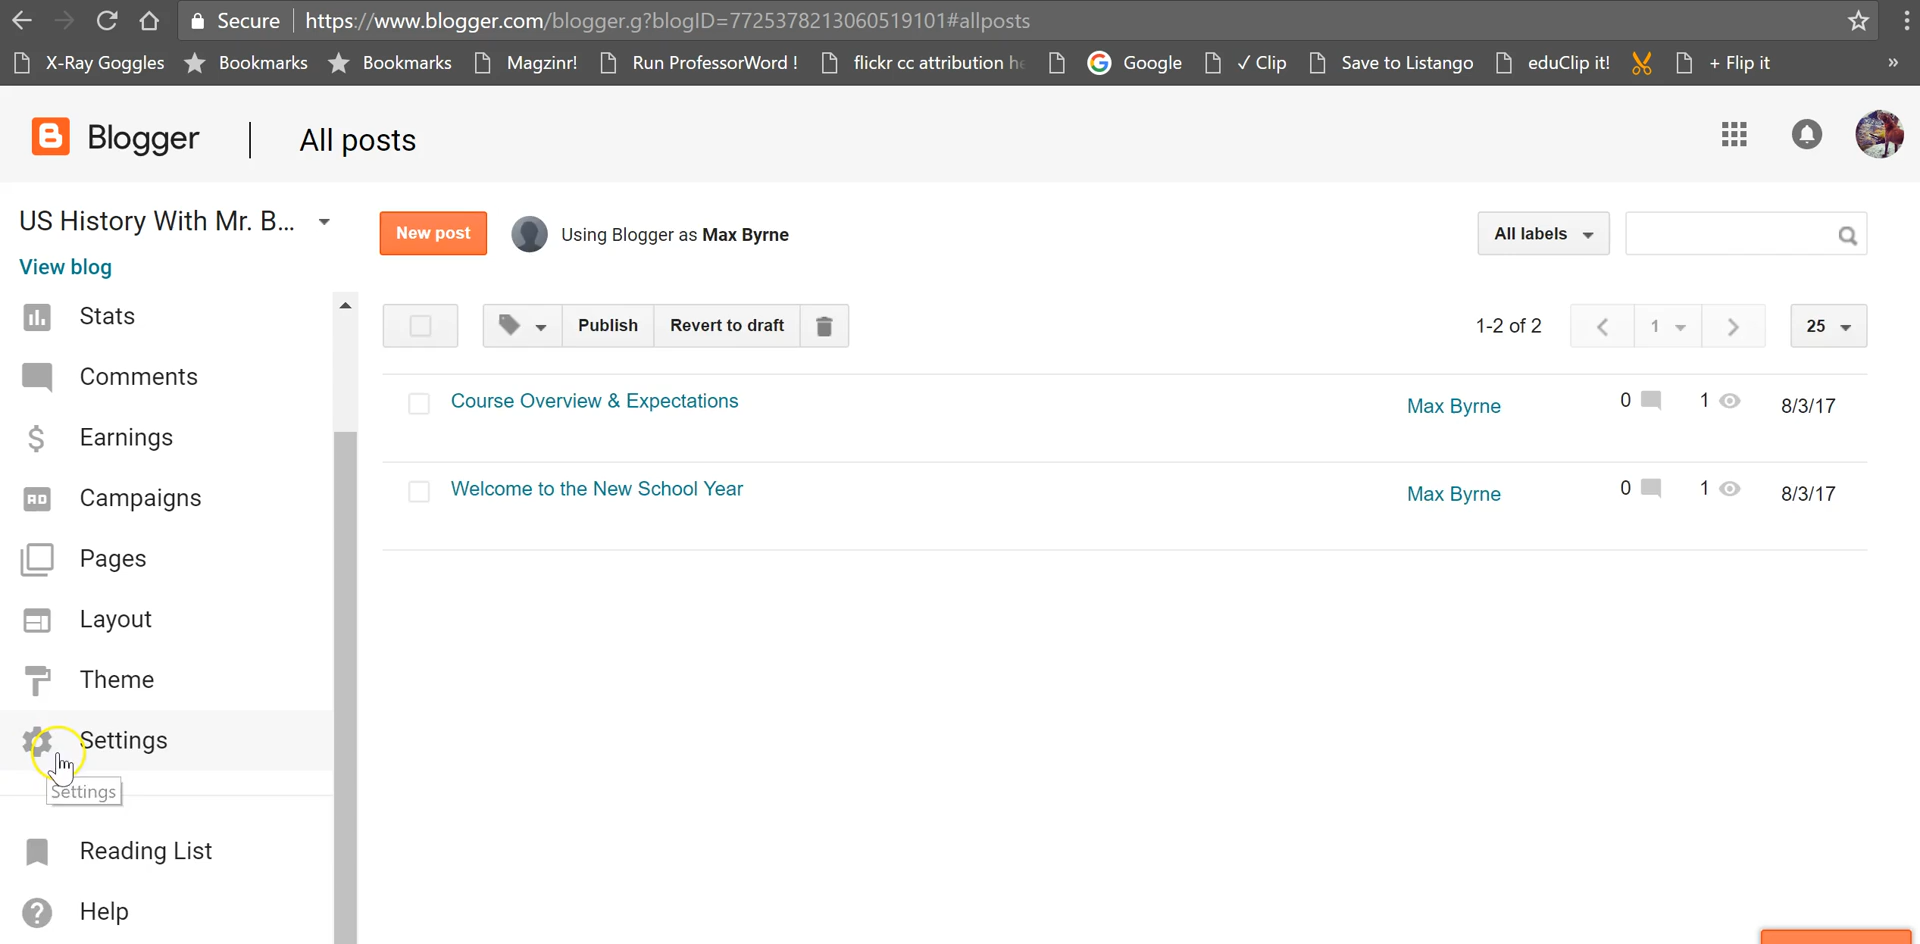 Secure https://www.blogger.com/blogger.g?blogID=7725378213060519101#allposts
X-Ray Goggles Bookmarks Bookmarks Magzinr! Run ProfessorWord ! flickr cc attribution Google ✓ Clip Save to Listango eduClip it! + Flip it »
Blogger | All posts
US History With Mr. B...
New post Using Blogger as Max Byrne All labels
View blog
Stats
Publish Revert to draft 1-2 of 2 1 25
Comments
Course Overview & Expectations Max Byrne 0 1 8/3/17
Earnings
Welcome to the New School Year Max Byrne 0 1 8/3/17
AD Campaigns
Pages
Layout
Theme
Settings
Settings
Reading List
Help